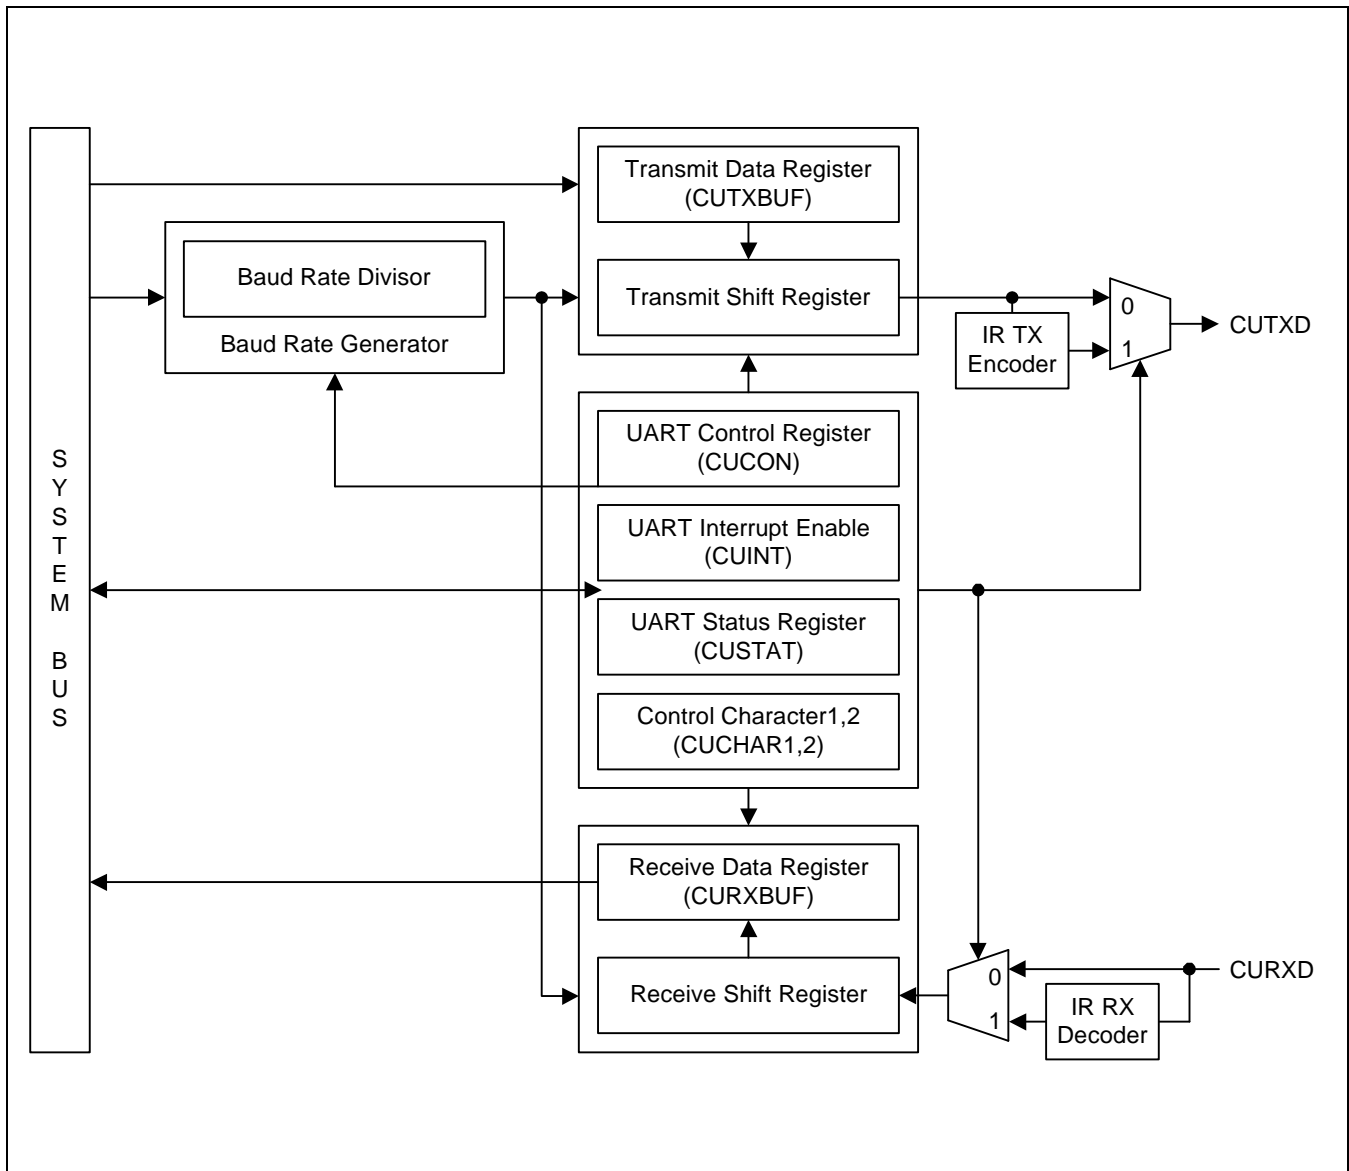 SYSTEM BUS
Transmit Data Register
(CUTXBUF)
Baud Rate Divisor
Baud Rate Generator
Transmit Shift Register
IR TX
Encoder
0
1
CUTXD
UART Control Register
(CUCON)
UART Interrupt Enable
(CUINT)
UART Status Register
(CUSTAT)
Control Character1,2
(CUCHAR1,2)
Receive Data Register
(CURXBUF)
Receive Shift Register
0
1
IR RX
Decoder
CURXD